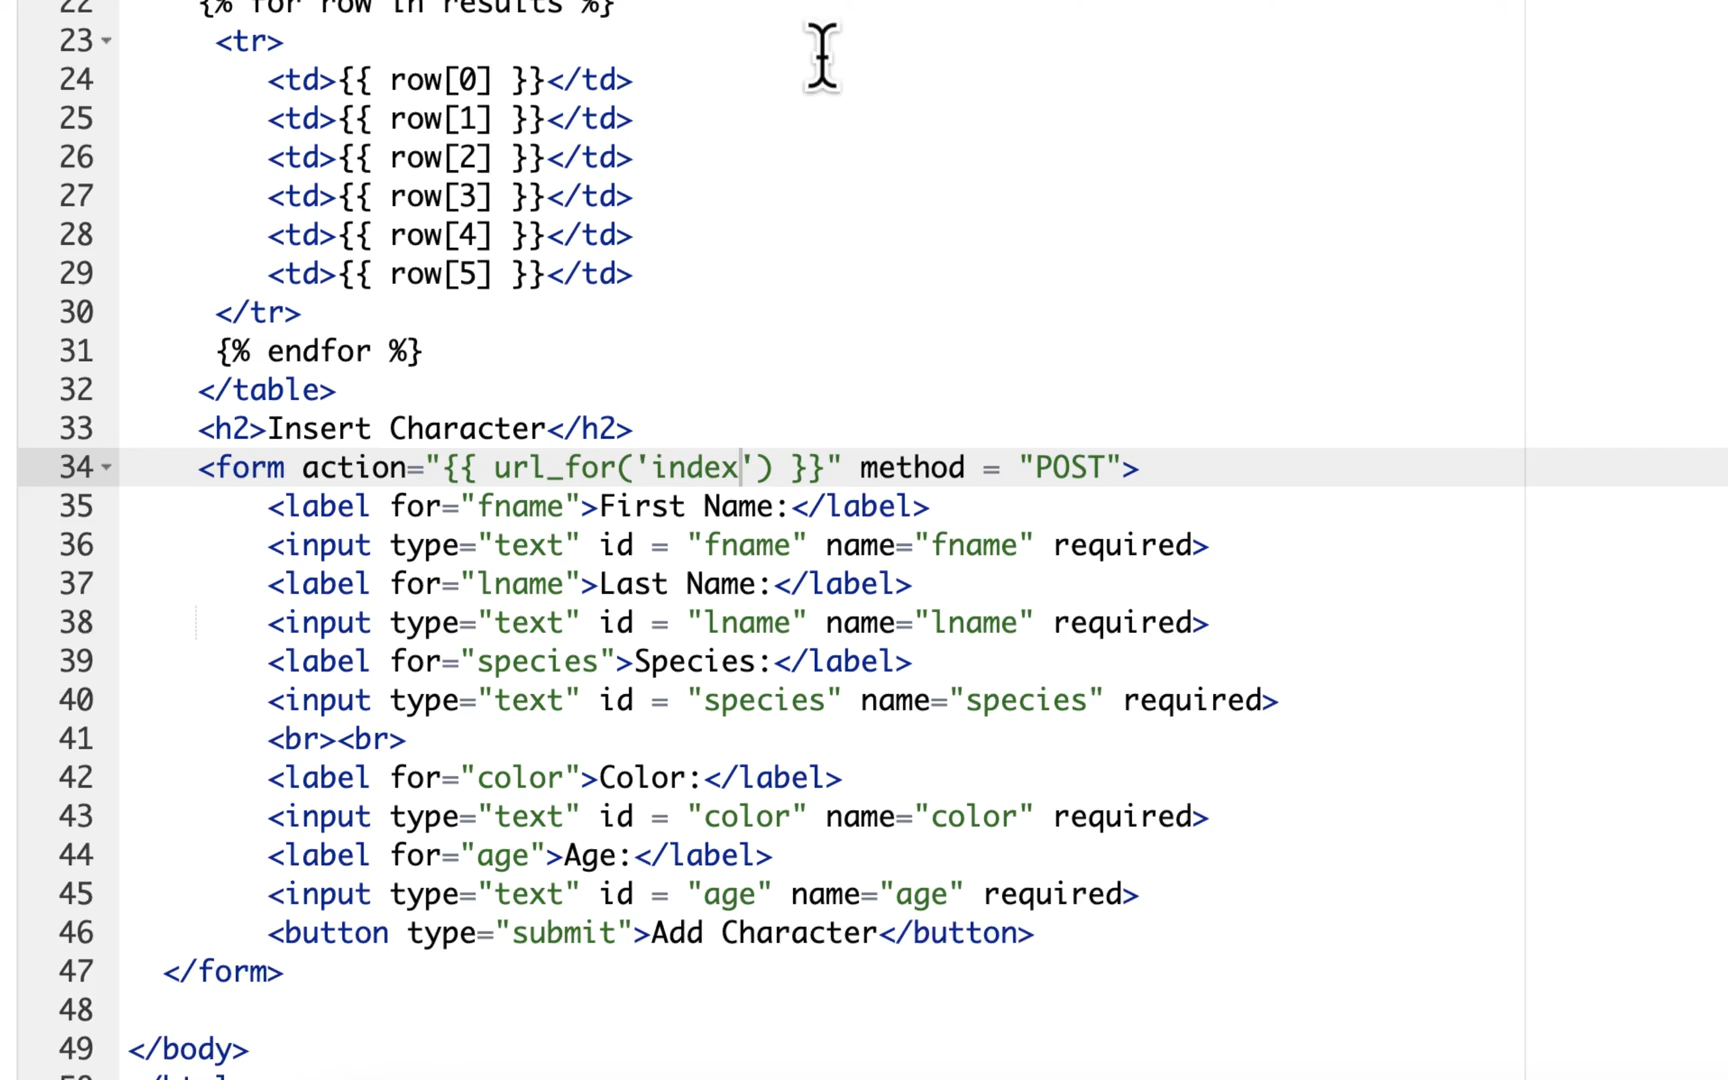 22 {% for row in results %}
23 <tr>
24 <td>{{ row[0] }}</td>
25 <td>{{ row[1] }}</td>
26 <td>{{ row[2] }}</td>
27 <td>{{ row[3] }}</td>
28 <td>{{ row[4] }}</td>
29 <td>{{ row[5] }}</td>
30 </tr>
31 {% endfor %}
32 </table>
33 <h2>Insert Character</h2>
34 <form action="{{ url_for('index') }}" method = "POST">
35 <label for="fname">First Name:</label>
36 <input type="text" id = "fname" name="fname" required>
37 <label for="lname">Last Name:</label>
38 <input type="text" id = "lname" name="lname" required>
39 <label for="species">Species:</label>
40 <input type="text" id = "species" name="species" required>
41 <br><br>
42 <label for="color">Color:</label>
43 <input type="text" id = "color" name="color" required>
44 <label for="age">Age:</label>
45 <input type="text" id = "age" name="age" required>
46 <button type="submit">Add Character</button>
47 </form>
48
49 </body>